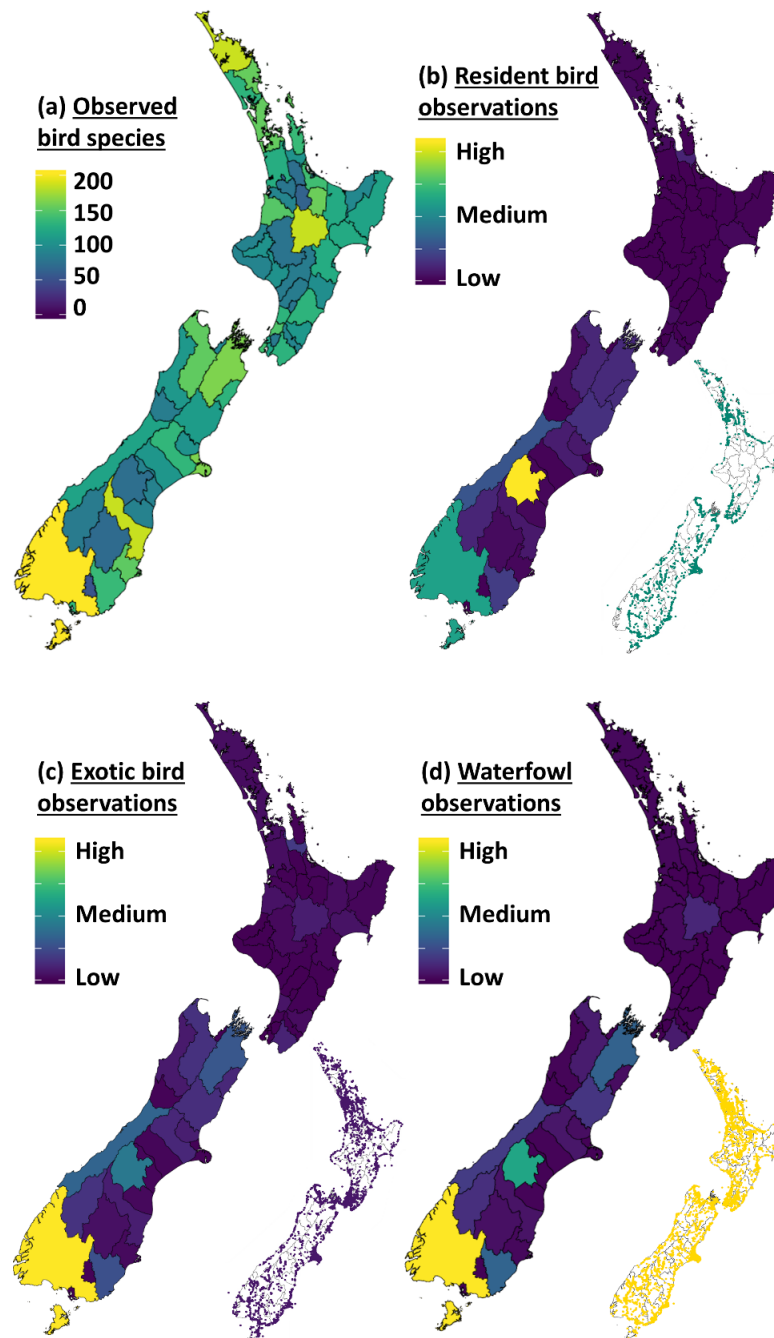 (a) Observed
bird species
200
150
100
50
0
(b) Resident bird
observations
High
Medium
Low
(c) Exotic bird
observations
High
Medium
Low
(d) Waterfowl
observations
High
Medium
Low